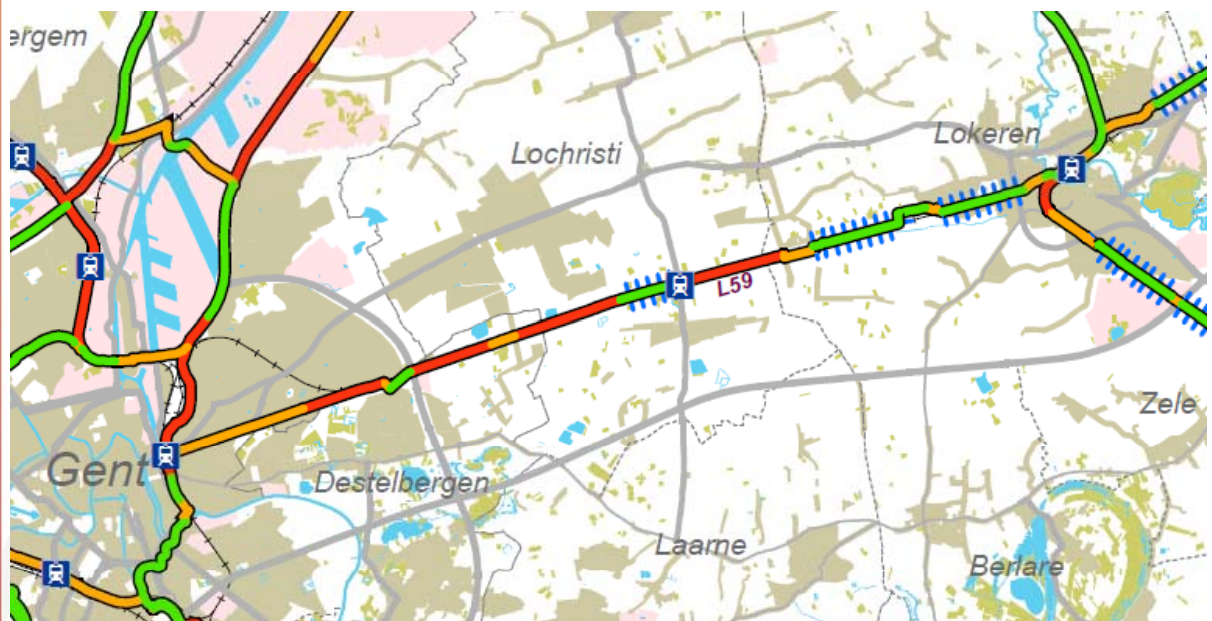 ergem
Lokeren
Lochristi
L59
Zele
Gent
Destelbergen
Laarne
Berlare